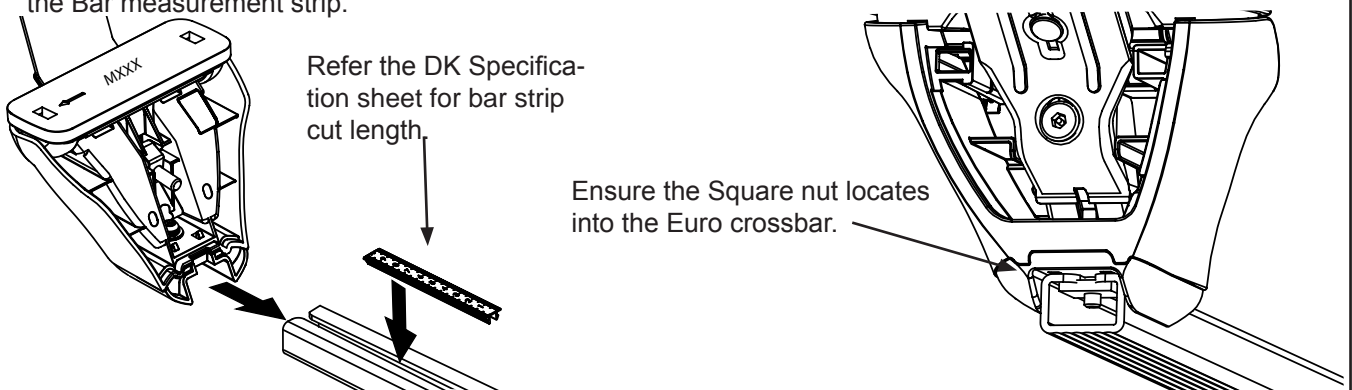 the Bar measurement strip.
MXXX
Refer the DK Specifica-
tion sheet for bar strip
cut length.
Ensure the Square nut locates
into the Euro crossbar.